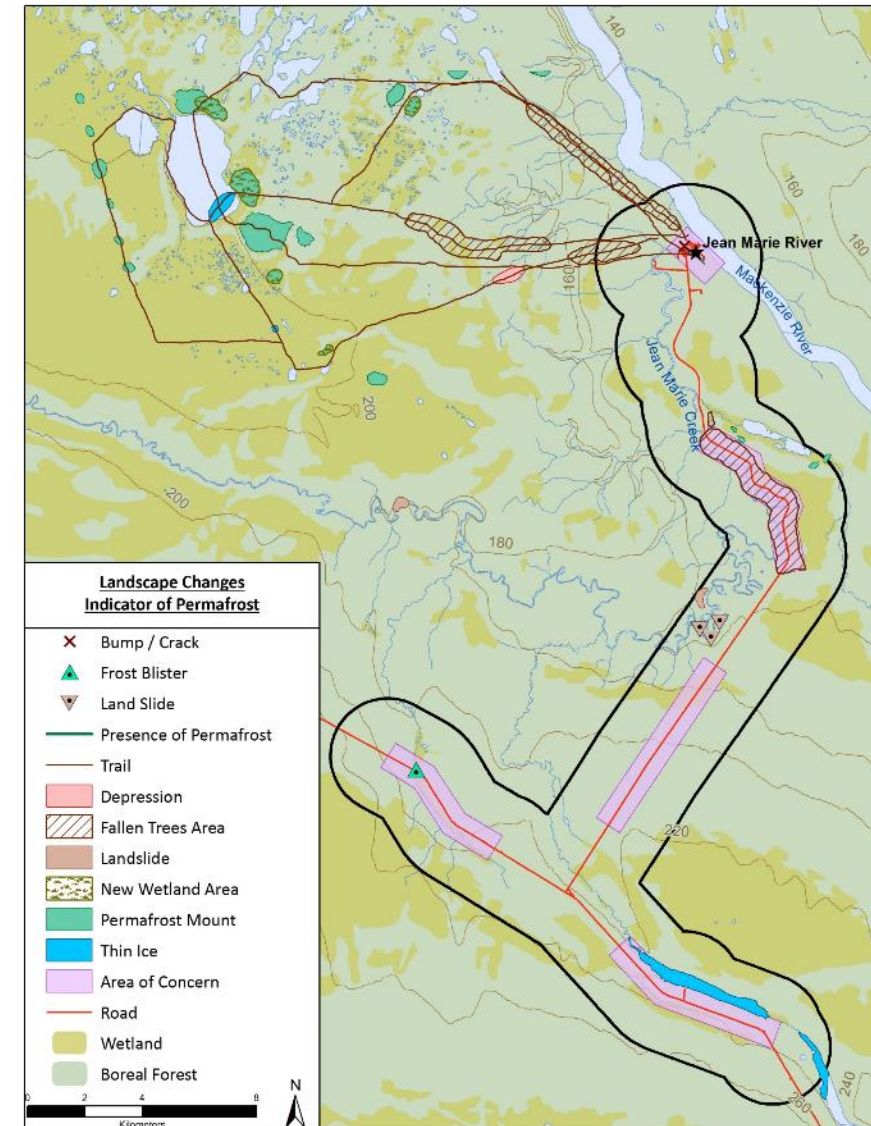 140
160
180
Jean Marie River
Mackenzie River
160
Jean Marie Creek
200
200
180
220
240
260
Landscape Changes
Indicator of Permafrost
Bump / Crack
Frost Blister
Land Slide
Presence of Permafrost
Trail
Depression
Fallen Trees Area
Landslide
New Wetland Area
Permafrost Mount
Thin Ice
Area of Concern
Road
Wetland
Boreal Forest
0 2 4 8
Kilometers
N